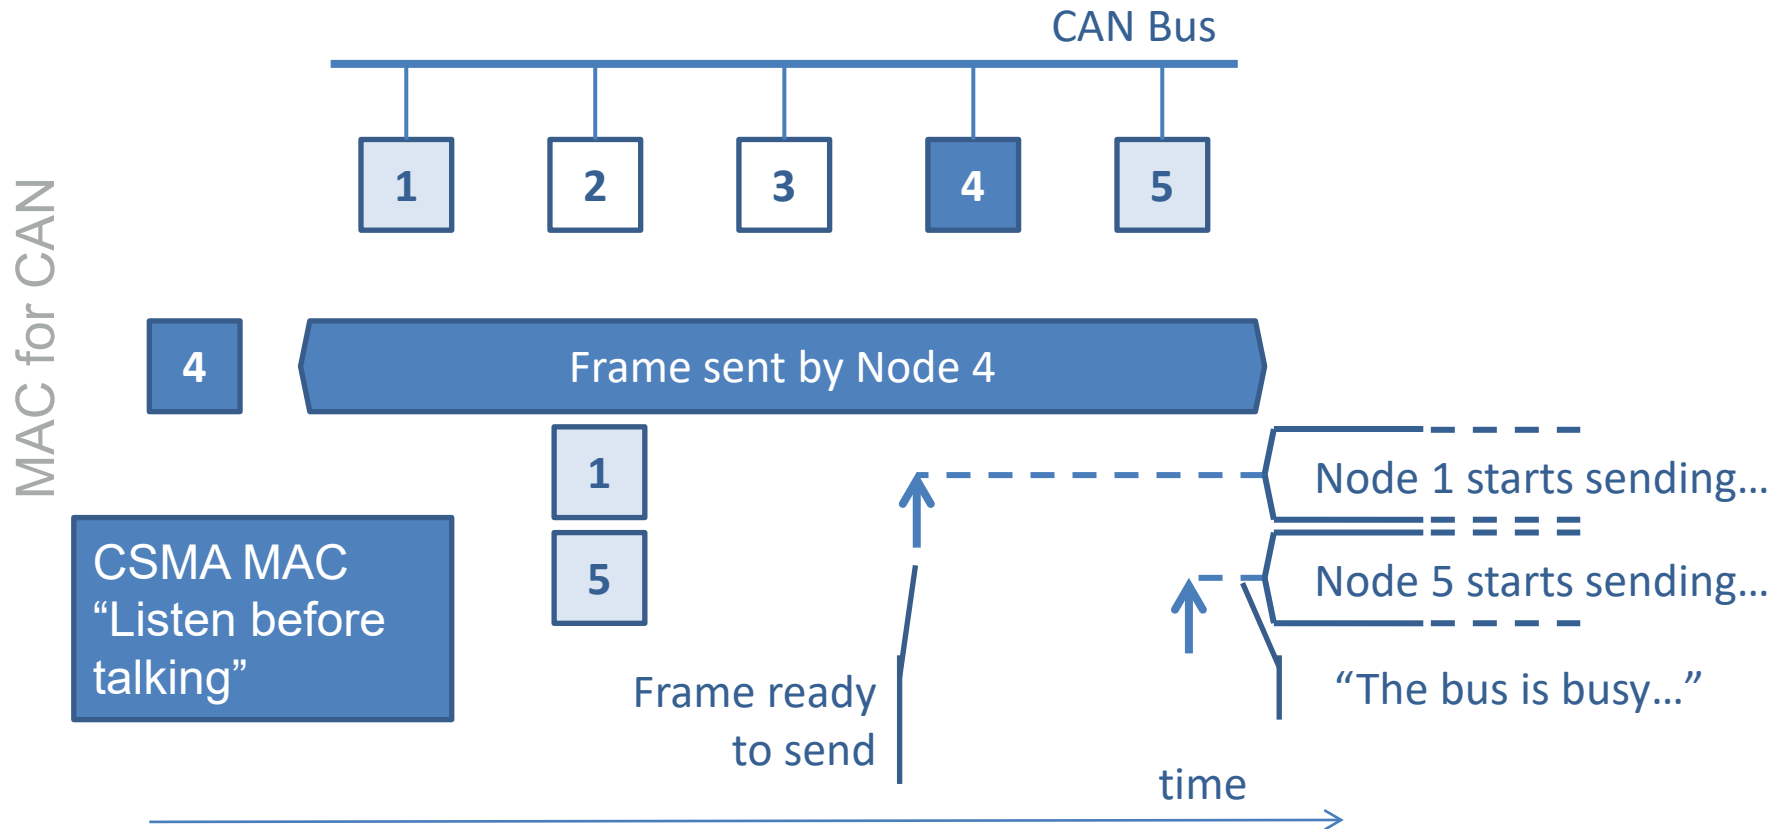 MAC for CAN
CAN Bus
1
2
3
4
5
4
Frame sent by Node 4
1
Node 1 starts sending…
5
Node 5 starts sending…
CSMA MAC
“Listen before
talking”
Frame ready
to send
“The bus is busy…”
time